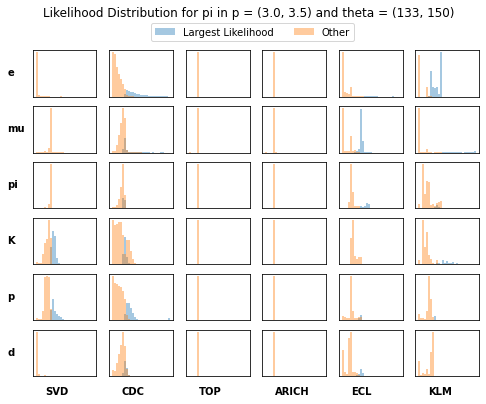 Likelihood Distribution for pi in p = (3.0, 3.5) and theta = (133, 150)
Largest Likelihood Other
e
mu
pi
K
p
d
SVD CDC TOP ARICH ECL KLM